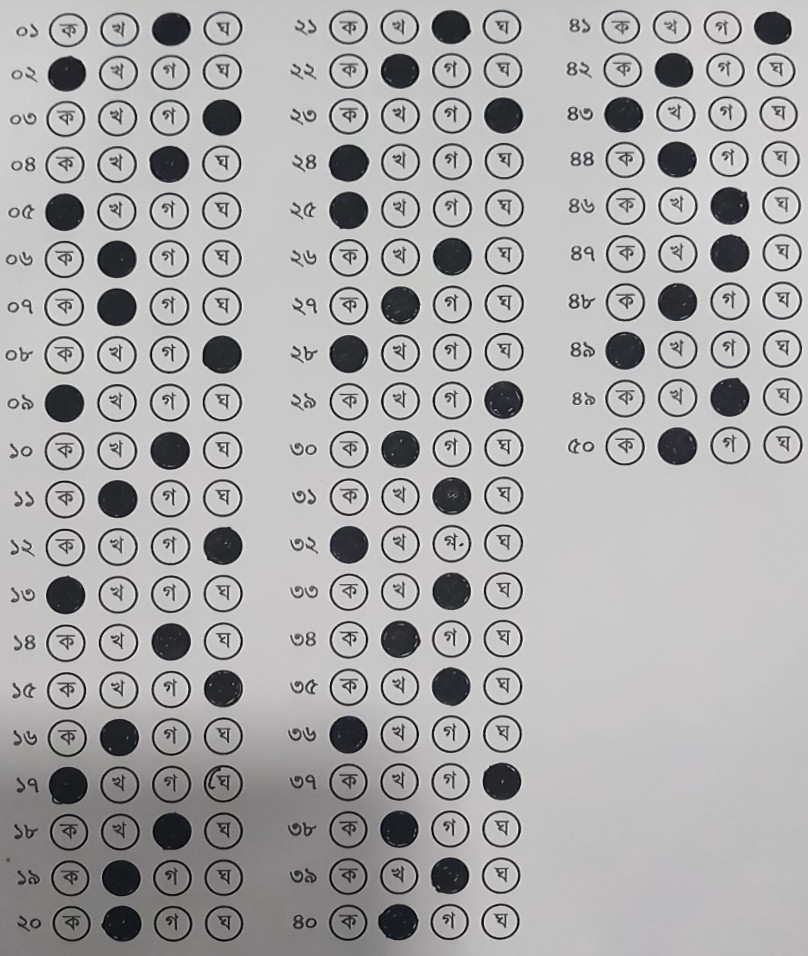 ০১ ক খ ঘ
০২ খ গ ঘ
০৩ ক খ গ
০৪ ক খ ঘ
০৫ খ গ ঘ
০৬ ক গ ঘ
০৭ ক গ ঘ
০৮ ক খ গ
০৯ খ গ ঘ
১০ ক খ ঘ
১১ ক গ ঘ
১২ ক খ গ
১৩ খ গ ঘ
১৪ ক খ ঘ
১৫ ক খ গ
১৬ ক গ ঘ
১৭ খ গ ঘ
১৮ ক খ ঘ
১৯ ক গ ঘ
২০ ক গ ঘ
২১ ক খ ঘ
২২ ক গ ঘ
২৩ ক খ গ
২৪ খ গ ঘ
২৫ খ গ ঘ
২৬ ক খ ঘ
২৭ ক গ ঘ
২৮ খ গ ঘ
২৯ ক খ গ
৩০ ক গ ঘ
৩১ ক খ ঘ
৩২ খ গ ঘ
৩৩ ক খ ঘ
৩৪ ক গ ঘ
৩৫ ক খ ঘ
৩৬ খ গ ঘ
৩৭ ক খ গ
৩৮ ক গ ঘ
৩৯ ক খ ঘ
৪০ ক গ ঘ
৪১ ক খ গ
৪২ ক গ ঘ
৪৩ খ গ ঘ
৪৪ ক গ ঘ
৪৬ ক খ ঘ
৪৭ ক খ ঘ
৪৮ ক গ ঘ
৪৯ খ গ ঘ
৪৯ ক খ ঘ
৫০ ক গ ঘ